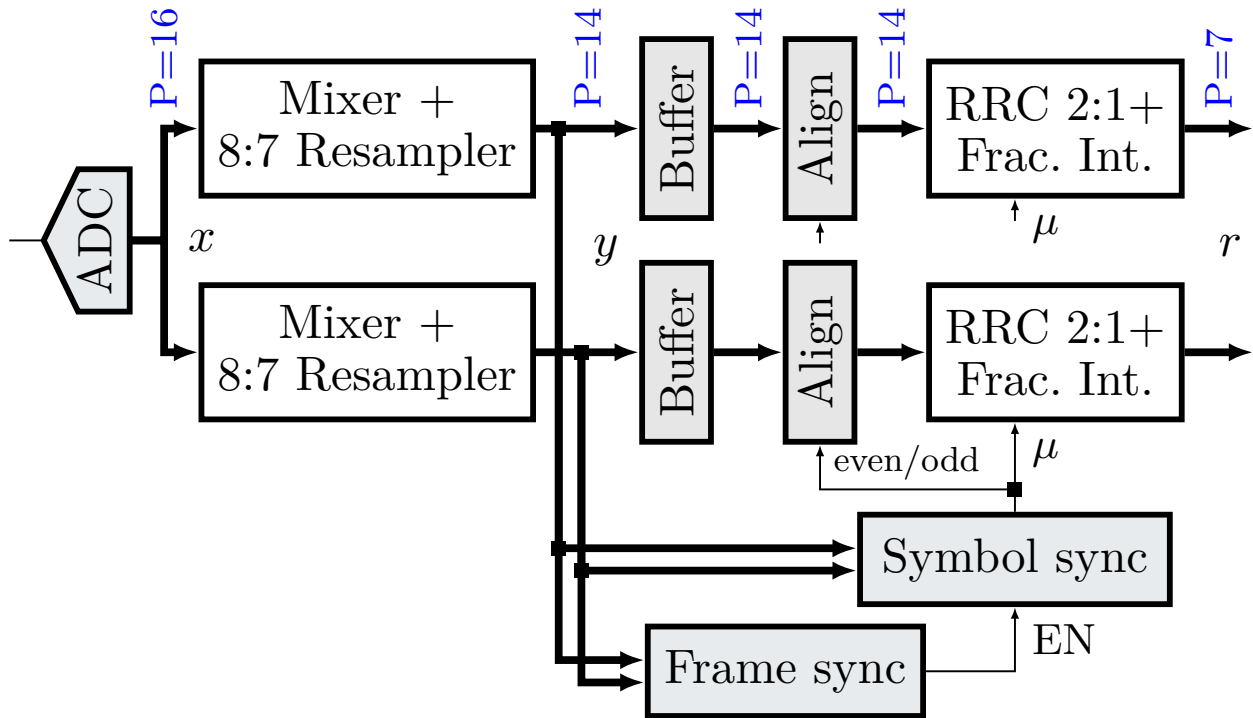 P=16
P=14
P=14
P=14
P=7
Mixer +
8:7 Resampler
Buffer
Align
RRC 2:1+
Frac. Int.
μ
ADC
x
y
r
Mixer +
8:7 Resampler
Buffer
Align
RRC 2:1+
Frac. Int.
even/odd
μ
Symbol sync
EN
Frame sync